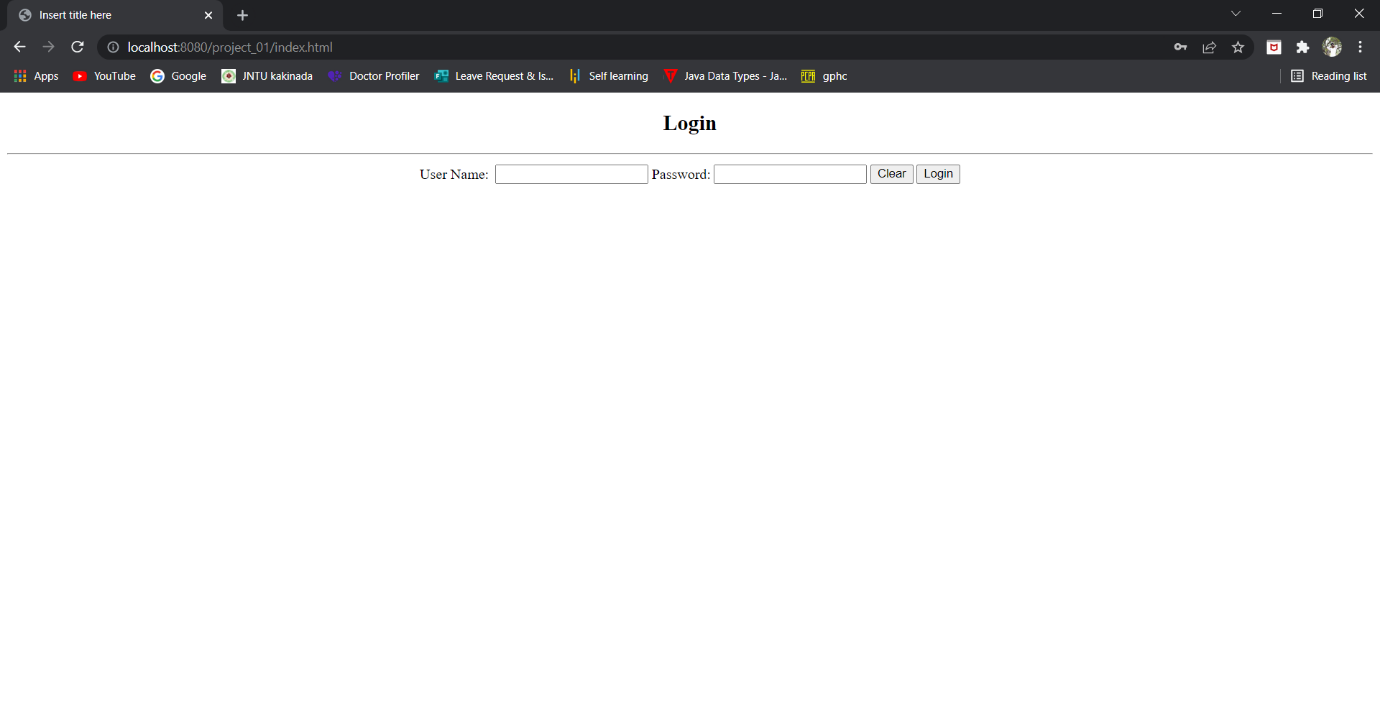 Insert title here
localhost:8080/project_01/index.html
Apps YouTube Google JNTU kakinada Doctor Profiler Leave Request & Is... Self learning Java Data Types - Ja... gphc Reading list
Login
User Name: Password: Clear Login